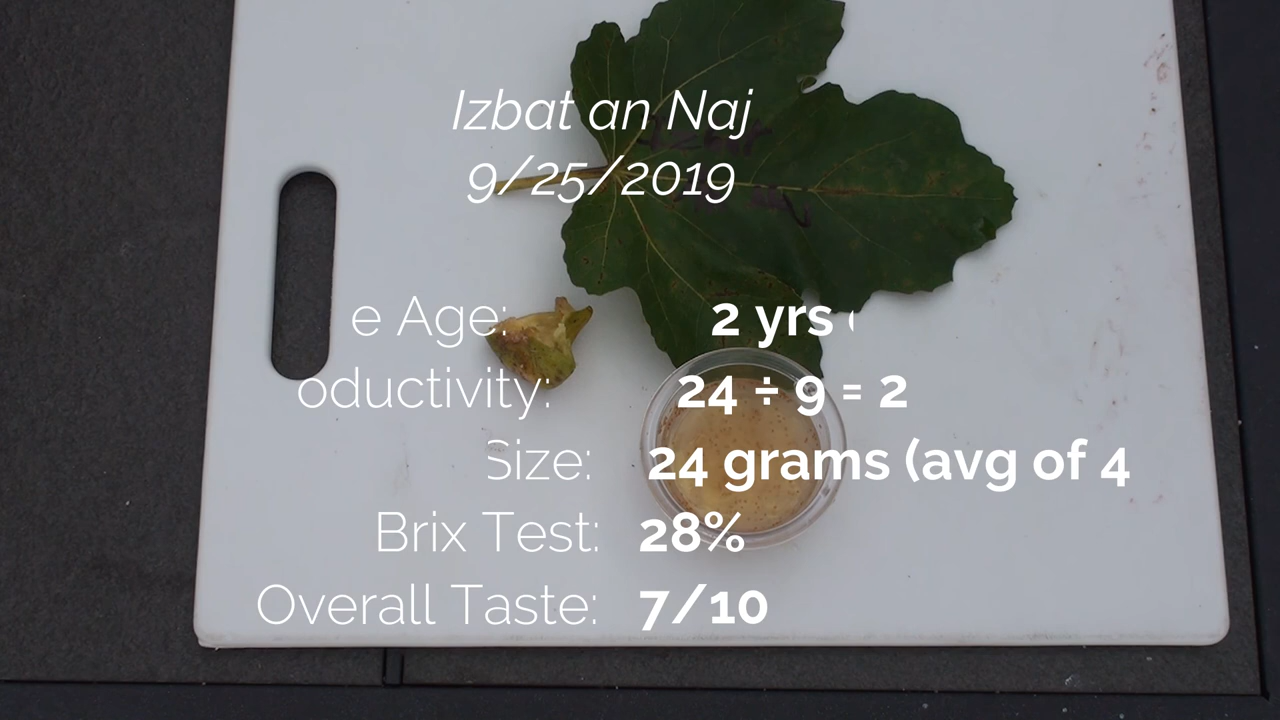 Izbat an Naj
9/25/2019
e Age: 2 yrs
oductivity: 24 ÷ 9 = 2
Size: 24 grams (avg of 4
Brix Test: 28%
Overall Taste: 7/10